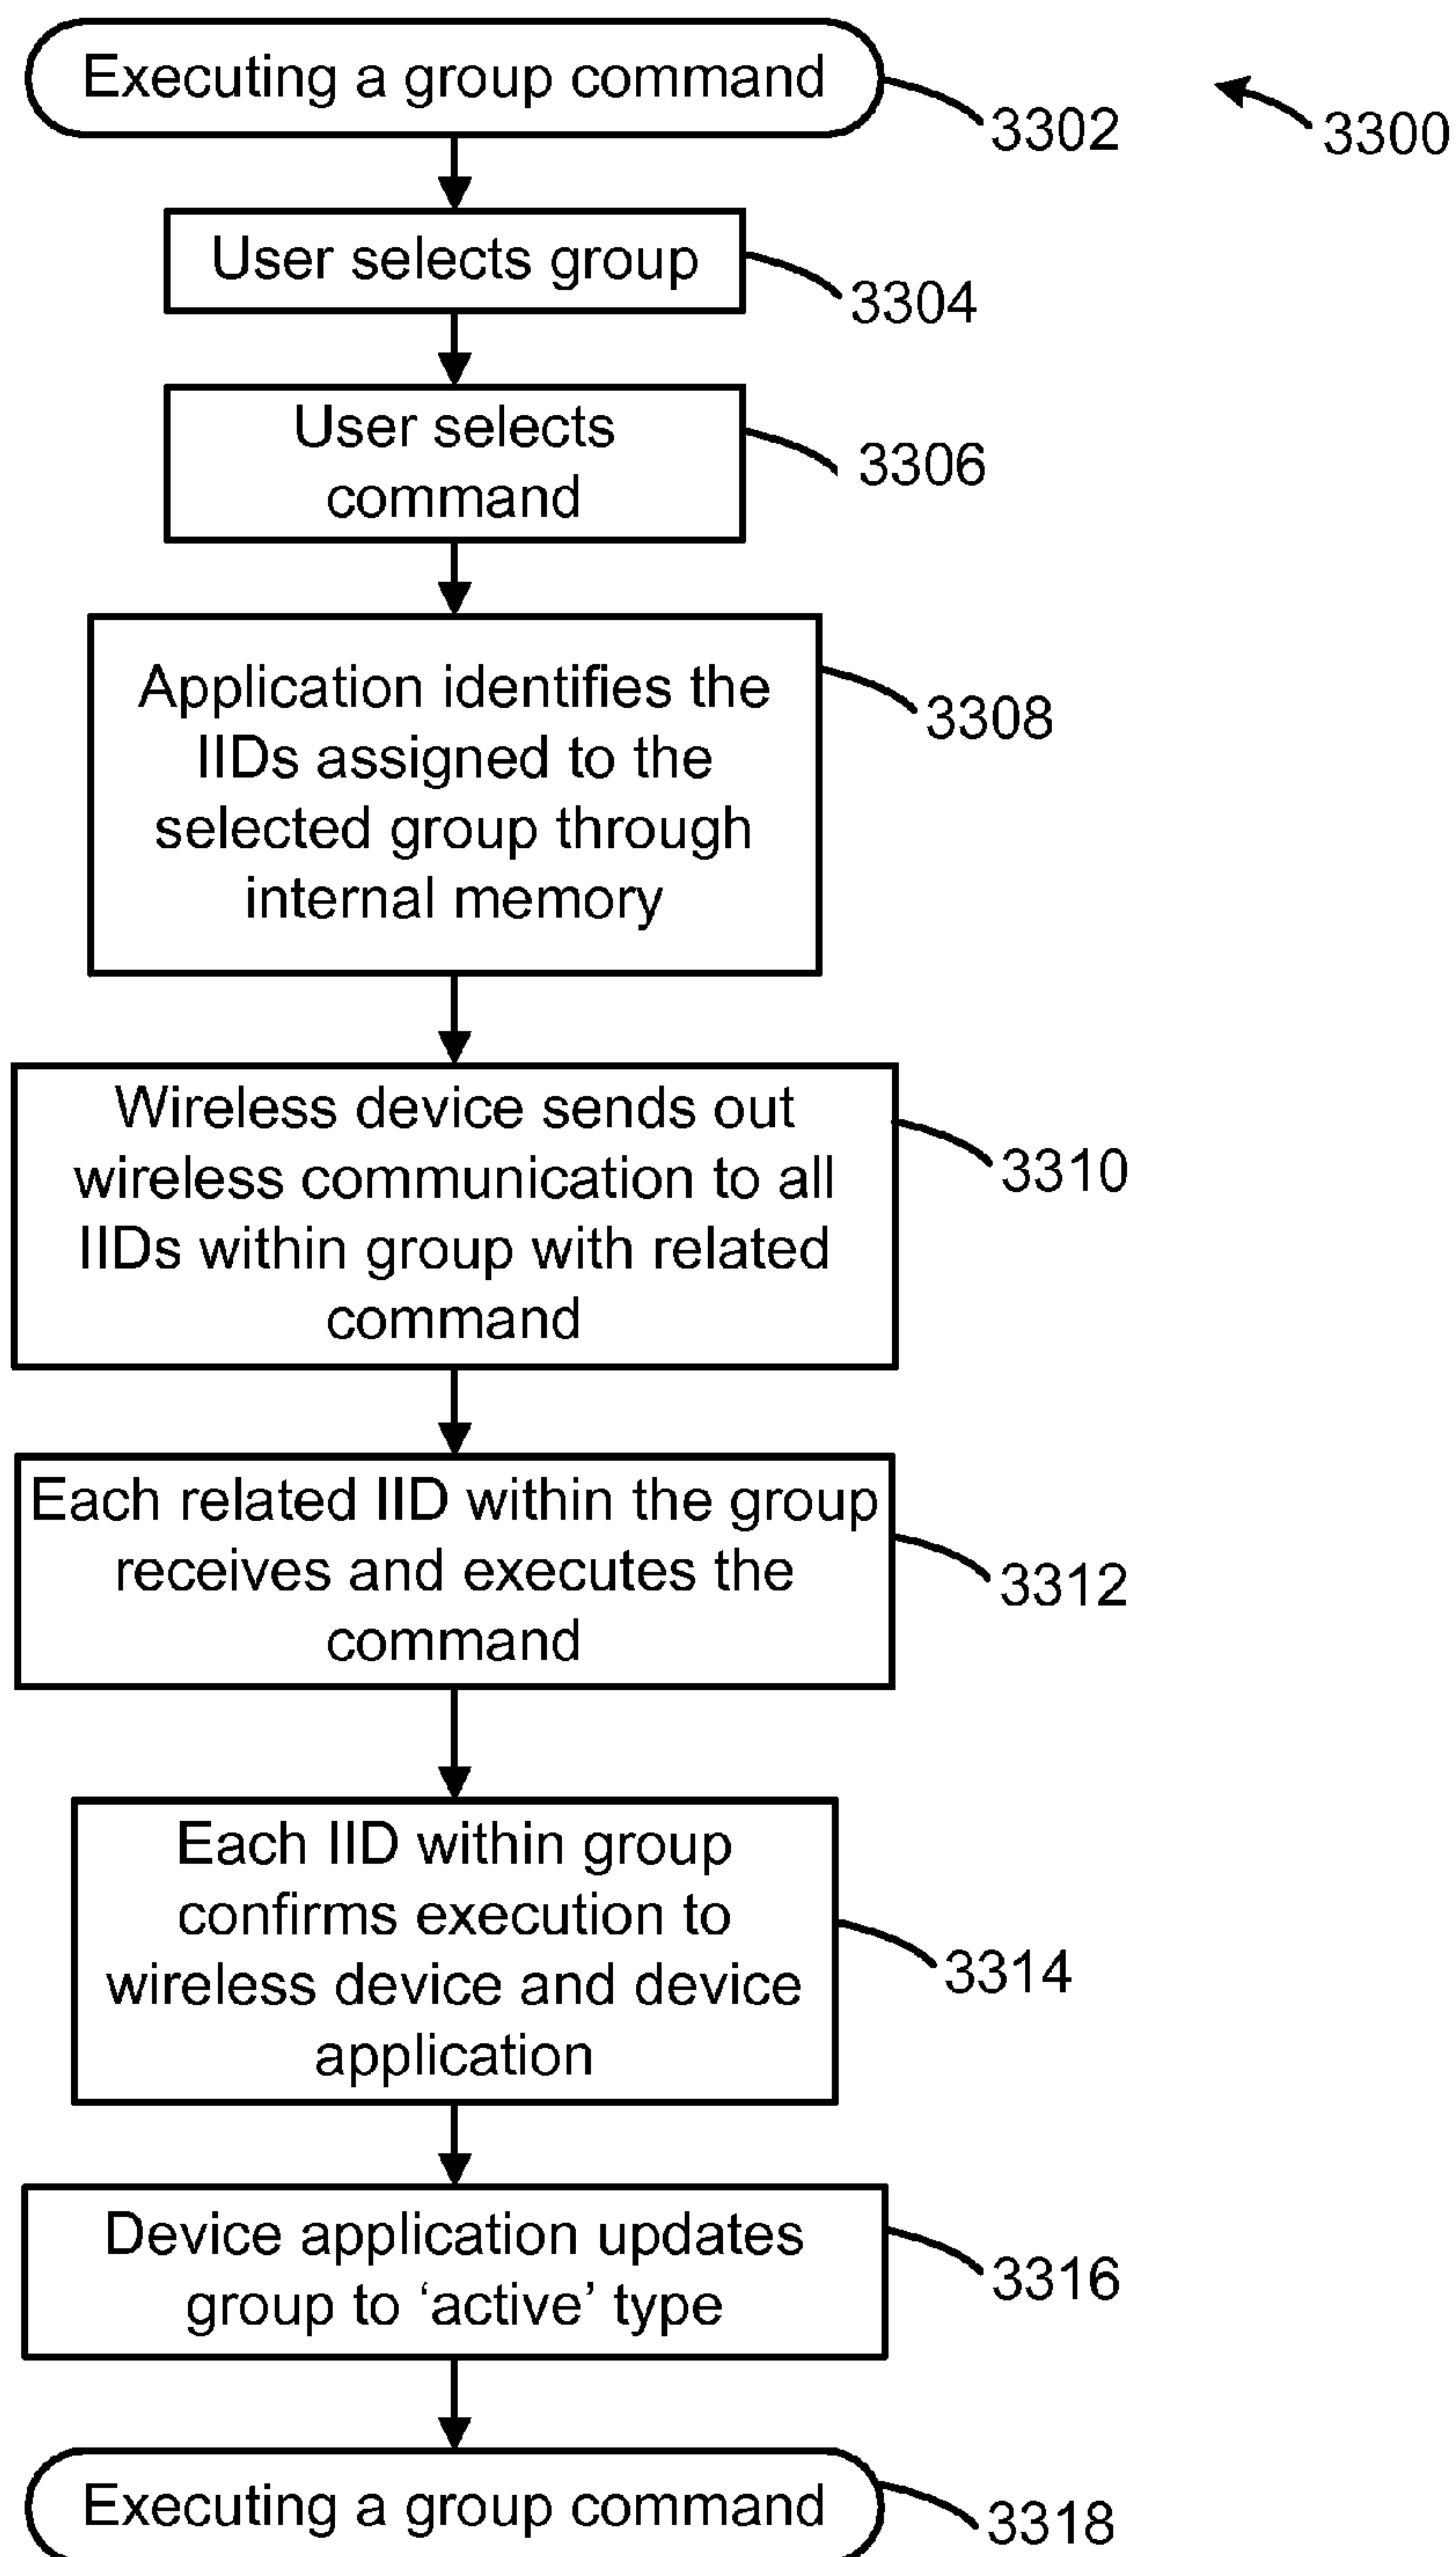 Executing a group command
3302
3300
User selects group
3304
User selects
command
3306
Application identifies the
IIDs assigned to the
selected group through
internal memory
3308
Wireless device sends out
wireless communication to all
IIDs within group with related
command
3310
Each related IID within the group
receives and executes the
command
3312
Each IID within group
confirms execution to
wireless device and device
application
3314
Device application updates
group to ‘active’ type
3316
Executing a group command
3318